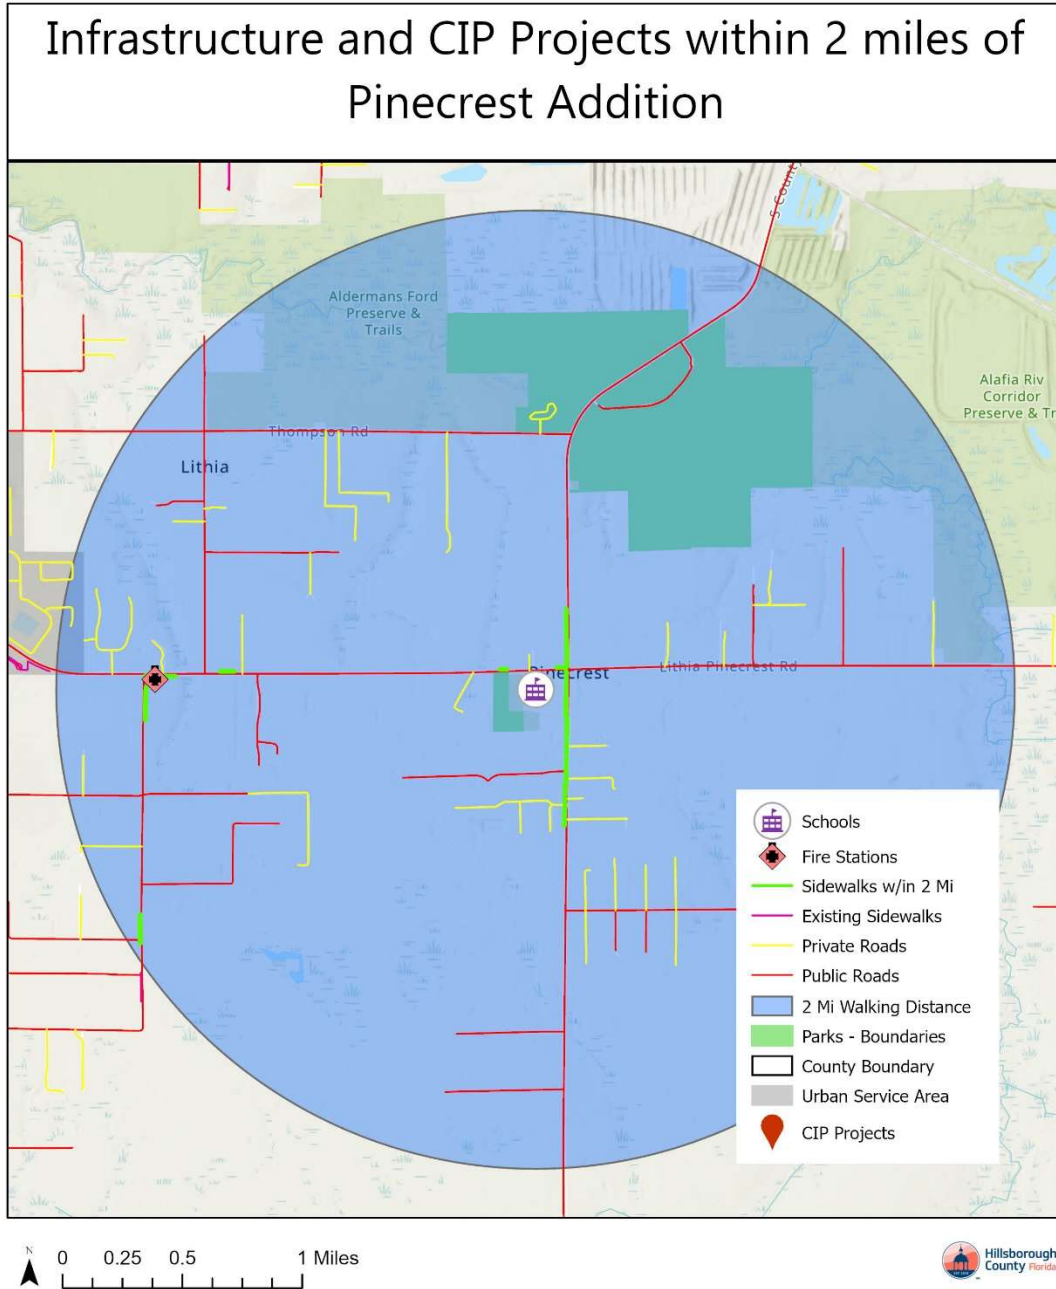 Infrastructure and CIP Projects within 2 miles of
Pinecrest Addition
S Count
Aldermans Ford
Preserve &
Trails
Alafia Riv
Corridor
Preserve & Tr
Thompson Rd
Lithia
Lithia Pinecrest Rd
Pinecrest
Schools
Fire Stations
Sidewalks w/in 2 Mi
Existing Sidewalks
Private Roads
Public Roads
2 Mi Walking Distance
Parks - Boundaries
County Boundary
Urban Service Area
CIP Projects
N
0 0.25 0.5 1 Miles
Hillsborough
County Florida